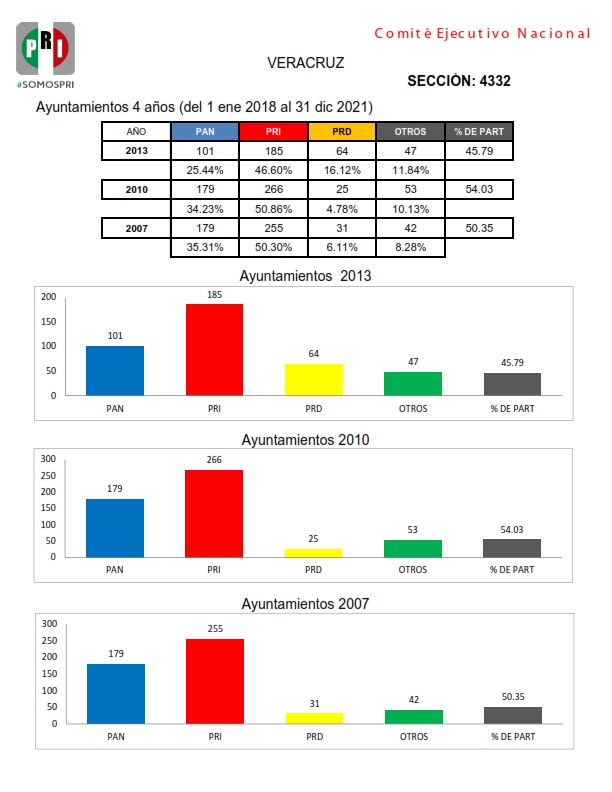 Comité Ejecutivo Nacional
PRI
#SOMOSPRI
VERACRUZ
SECCIÓN: 4332
Ayuntamientos 4 años (del 1 ene 2018 al 31 dic 2021)
AÑO PAN PRI PRD OTROS % DE PART
2013 101 185 64 47 45.79
25.44% 46.60% 16.12% 11.84%
2010 179 266 25 53 54.03
34.23% 50.86% 4.78% 10.13%
2007 179 255 31 42 50.35
35.31% 50.30% 6.11% 8.28%
Ayuntamientos 2013
200
185
150
101
100
64
47
45.79
50
0
PAN PRI PRD OTROS % DE PART
Ayuntamientos 2010
300
266
250
200
179
150
100
53
54.03
50
25
0
PAN PRI PRD OTROS % DE PART
Ayuntamientos 2007
300
255
250
200
179
150
100
50.35
42
50
31
0
PAN PRI PRD OTROS % DE PART